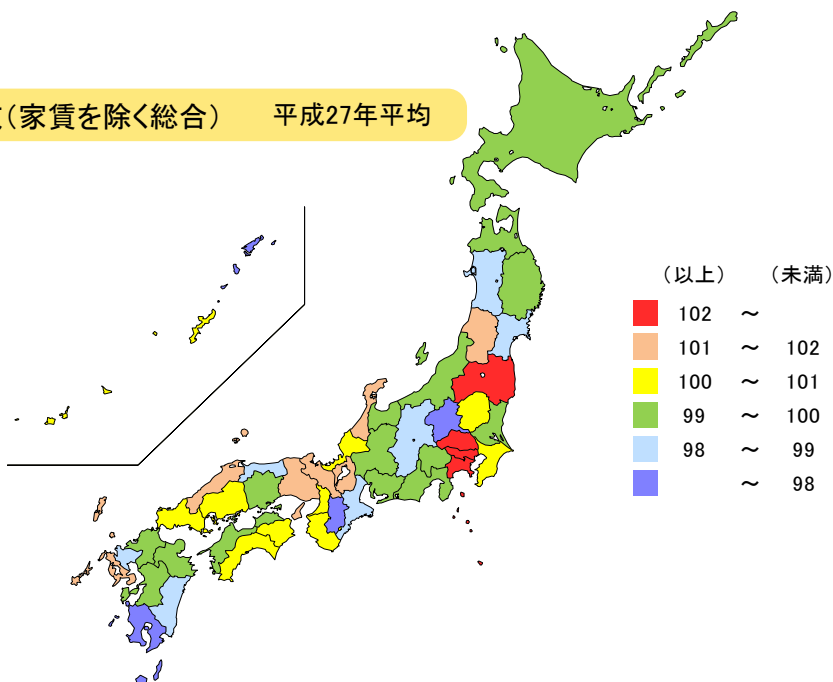 (家賃を除く総合) 平成27年平均
(以上) (未満)
102 ～
101 ～ 102
100 ～ 101
99 ～ 100
98 ～ 99
～ 98